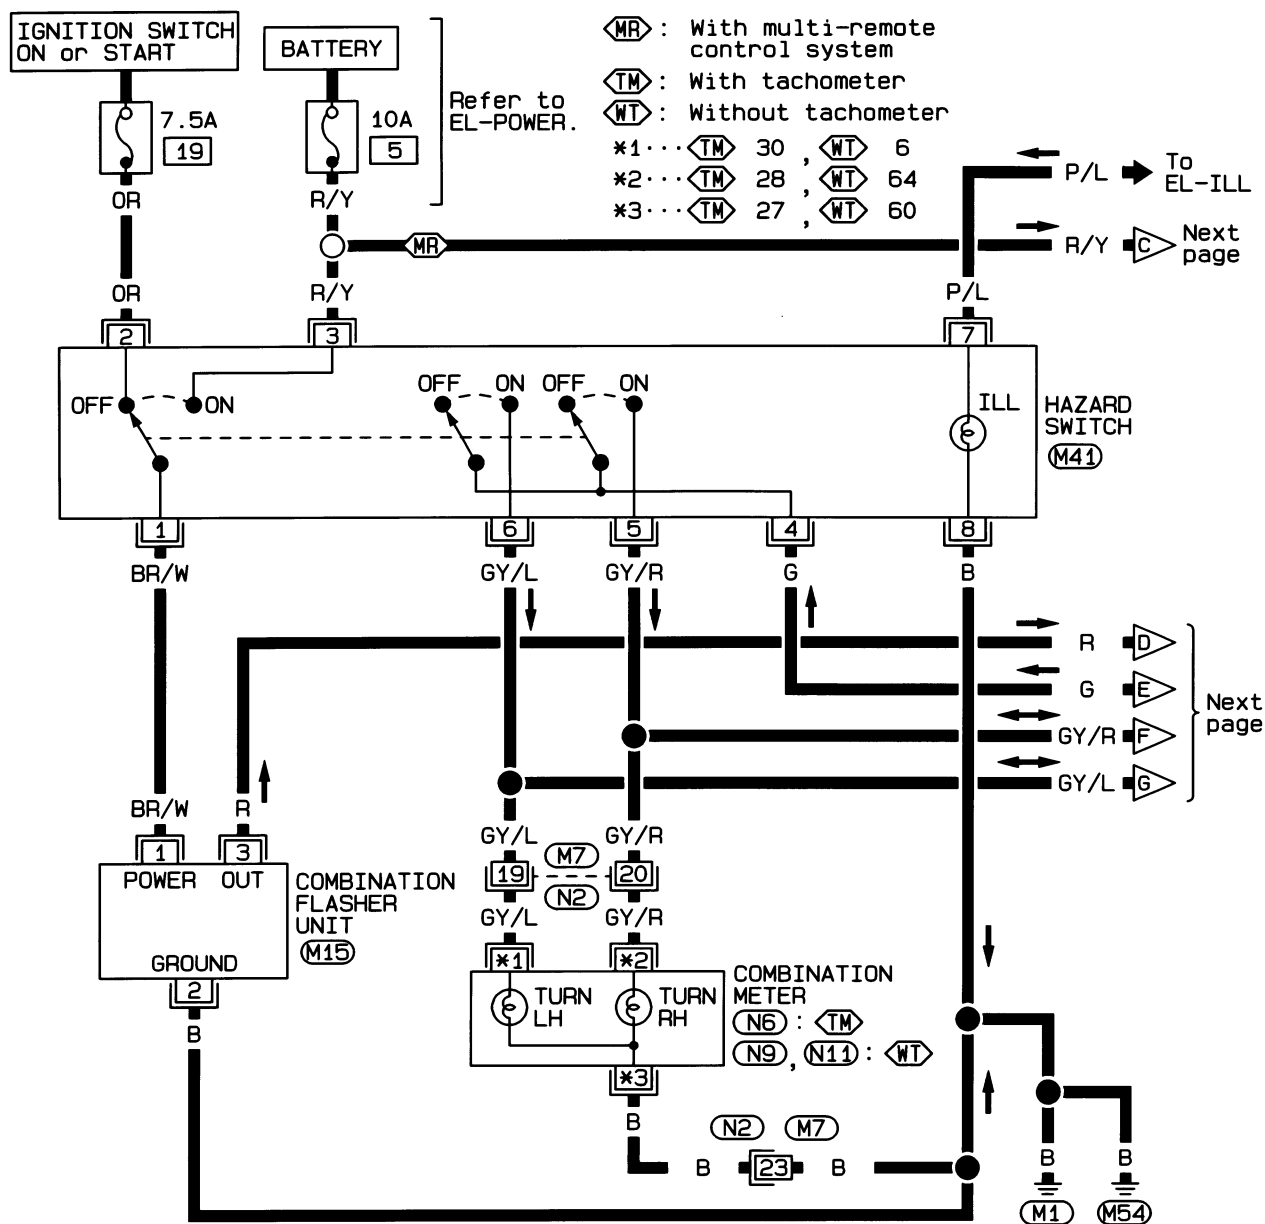 IGNITION SWITCH
ON or START
BATTERY
7.5A
19
10A
5
Refer to
EL-POWER.
MR : With multi-remote
control system
TM : With tachometer
WT : Without tachometer
*1··· TM 30 , WT 6
*2··· TM 28 , WT 64
*3··· TM 27 , WT 60
OR
R/Y
P/L
To
EL-ILL
MR
R/Y
C
Next
page
OR
R/Y
P/L
2
3
7
OFF
ON
OFF
ON
OFF
ON
ILL
HAZARD
SWITCH
M41
1
6
5
4
8
BR/W
GY/L
GY/R
G
B
R
D
G
E
GY/R
F
GY/L
G
Next
page
BR/W
R
1
3
POWER
OUT
GROUND
2
COMBINATION
FLASHER
UNIT
M15
B
GY/L
GY/R
M7
19
20
N2
GY/L
GY/R
*1
*2
TURN
LH
TURN
RH
*3
COMBINATION
METER
N6 : TM
N9 , N11 : WT
B
N2
M7
B
23
B
B
B
M1
M54